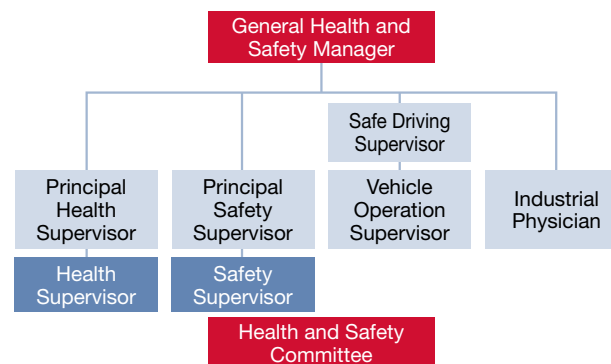 General Health and
Safety Manager
Safe Driving
Supervisor
Principal
Health
Supervisor
Principal
Safety
Supervisor
Vehicle
Operation
Supervisor
Industrial
Physician
Health
Supervisor
Safety
Supervisor
Health and Safety
Committee